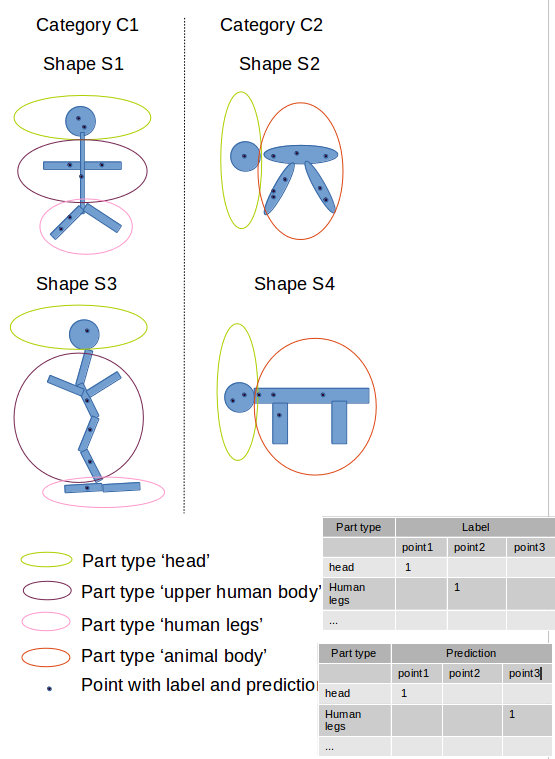 Category C1
Category C2
Shape S1
Shape S2
Shape S3
Shape S4
Part type ‘head’
Part type ‘upper human body’
Part type ‘human legs’
Part type ‘animal body’
Point with label and prediction
Part type Label
point1 point2 point3
head 1
Human
legs 1
...
Part type Prediction
point1 point2 point3
head 1
Human
legs 1
...